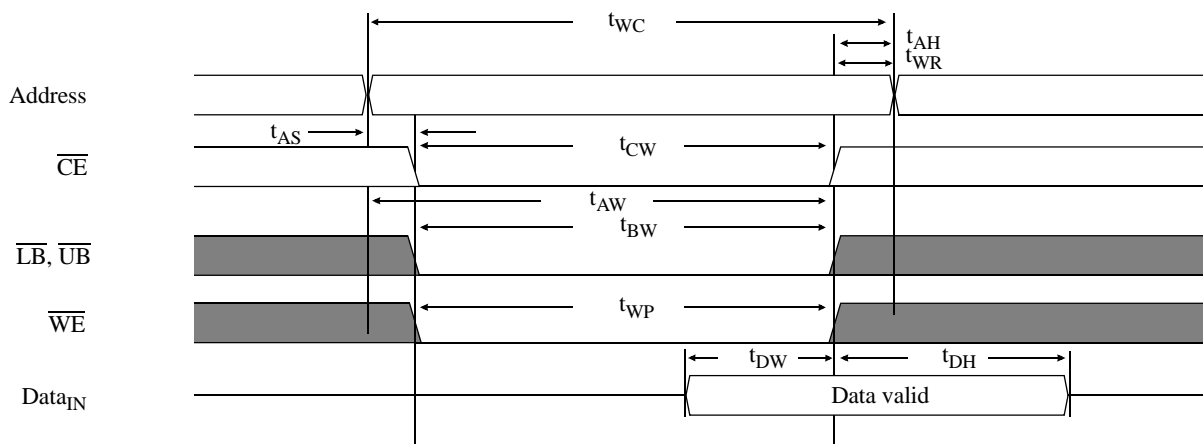 tWC
tAH
tWR
Address
tAS
CE
tCW
tAW
LB, UB
tBW
WE
tWP
tDW
tDH
DataIN
Data valid